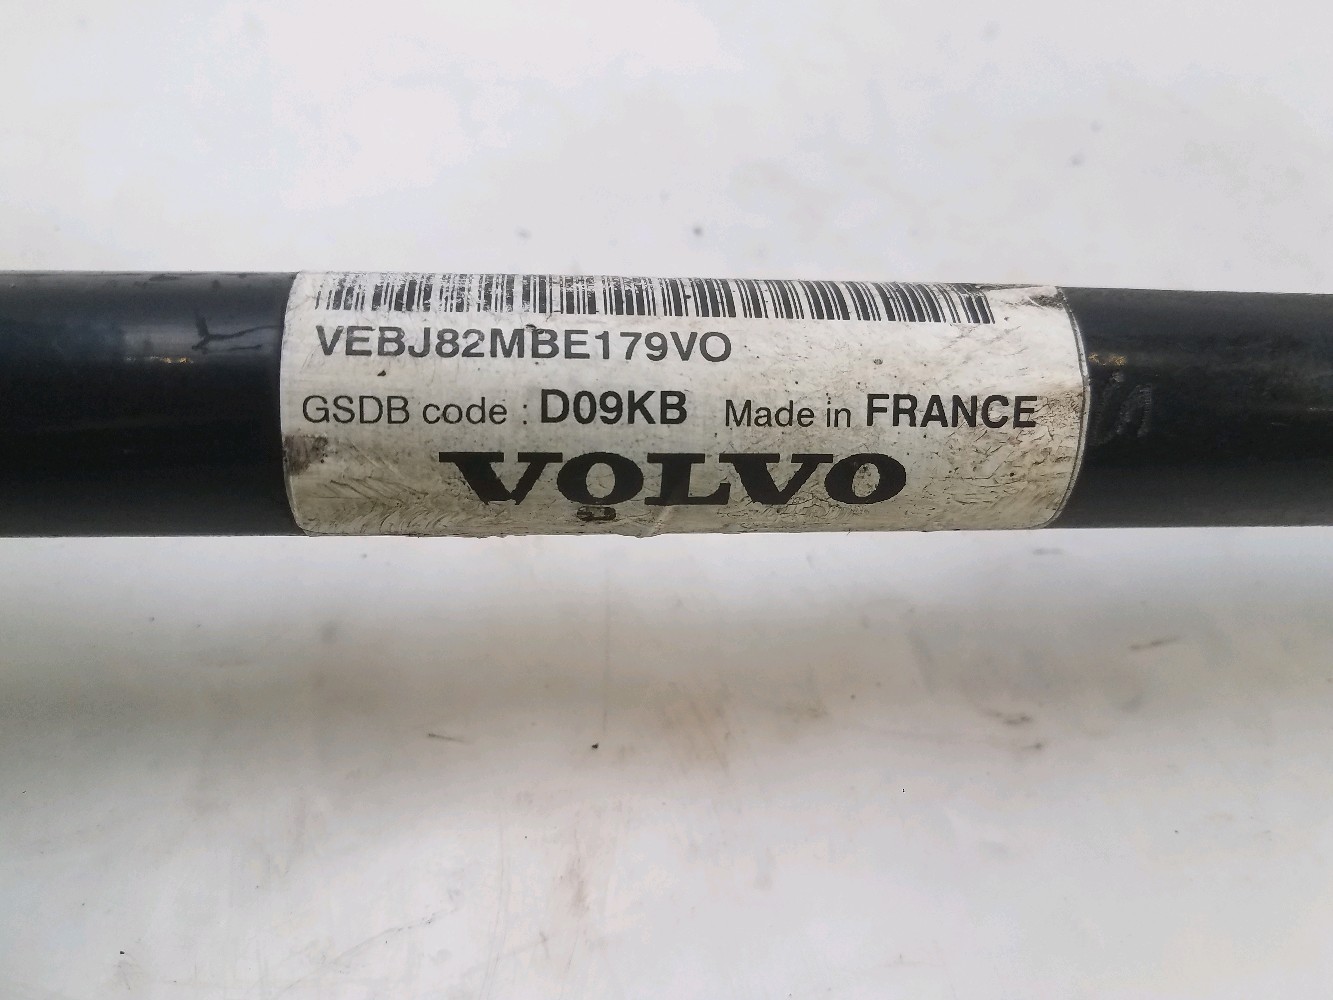 VEBJ82MBE179VO
GSDB code : D09KB Made in FRANCE
VOLVO